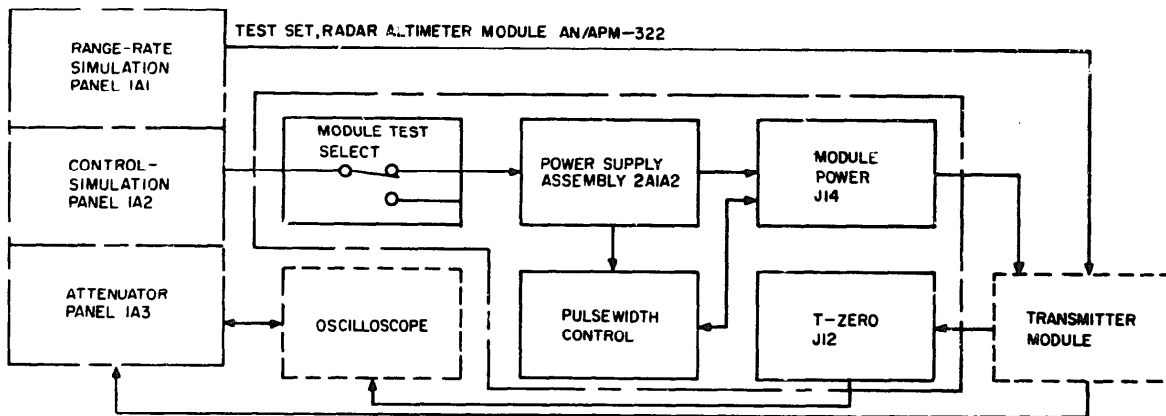 TEST SET, RADAR ALTIMETER MODULE AN/APM-322
RANGE-RATE
SIMULATION
PANEL 1A1
CONTROL-
SIMULATION
PANEL 1A2
ATTENUATOR
PANEL 1A3
MODULE TEST
SELECT
POWER SUPPLY
ASSEMBLY 2A1A2
MODULE
POWER
J14
OSCILLOSCOPE
PULSEWIDTH
CONTROL
T-ZERO
J12
TRANSMITTER
MODULE